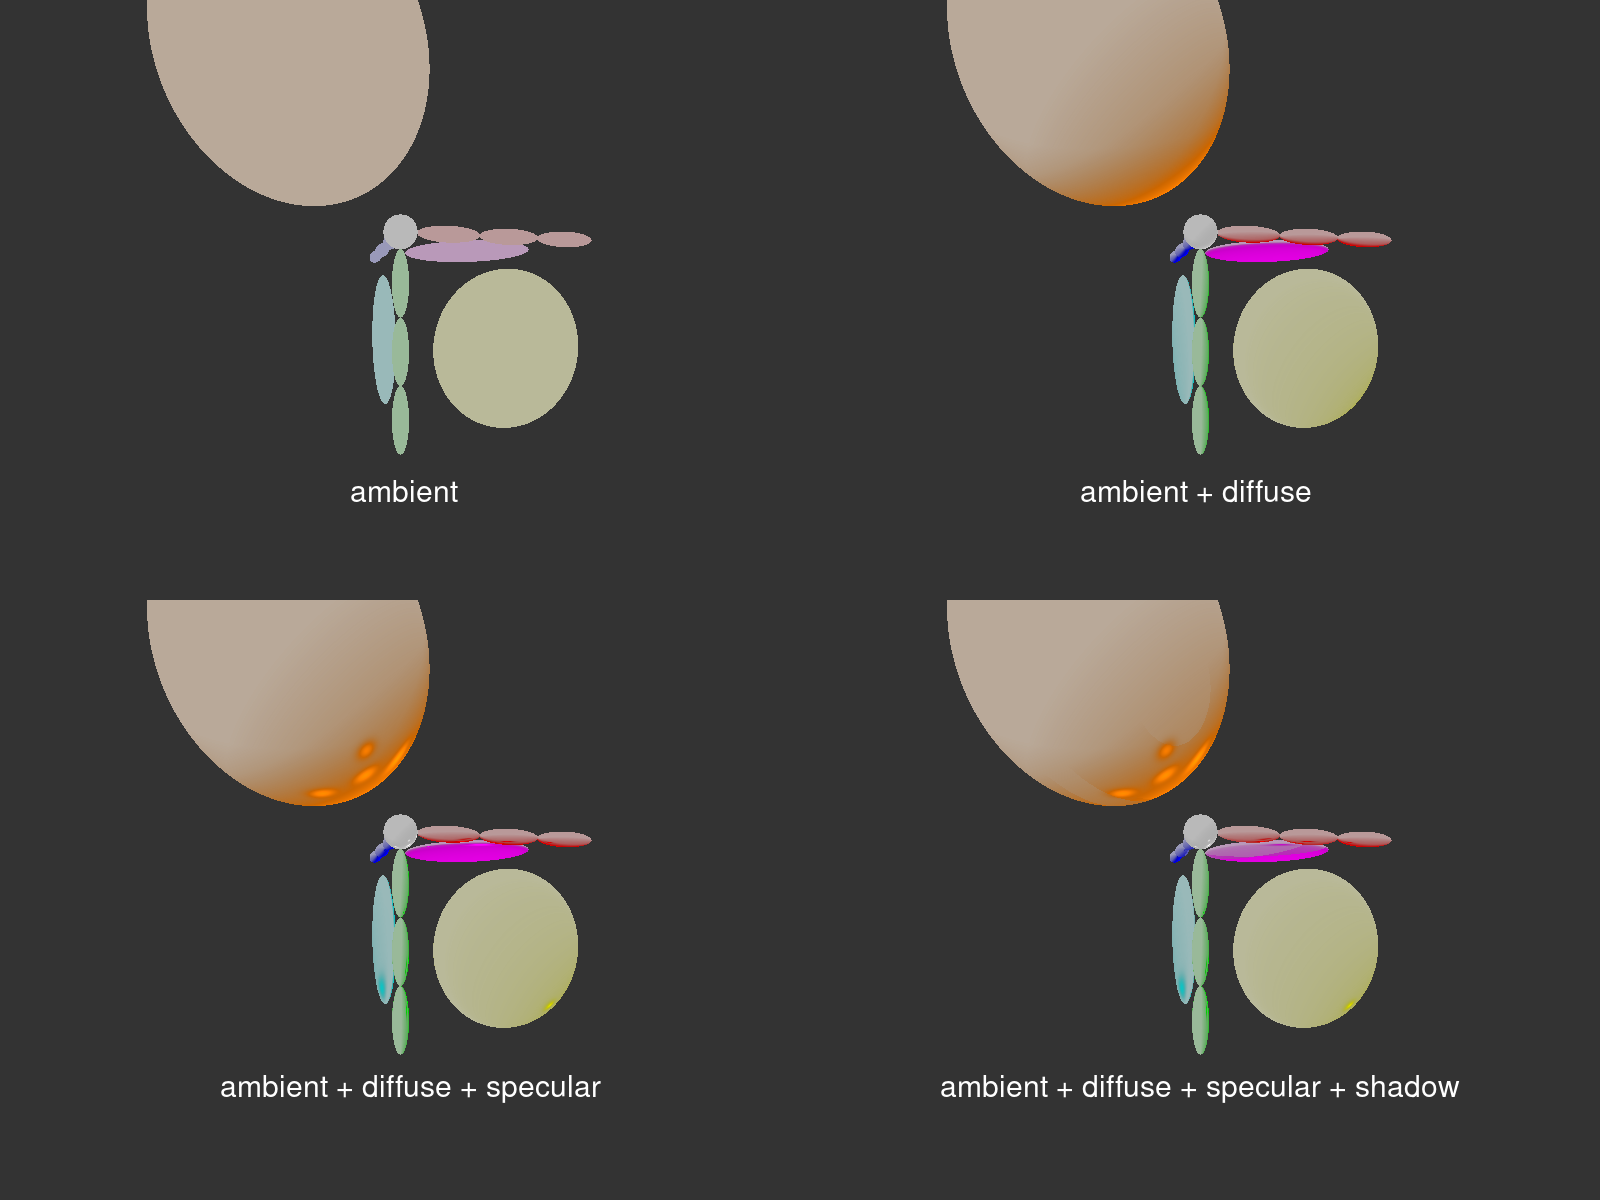 ambient
ambient + diffuse
ambient + diffuse + specular
ambient + diffuse + specular + shadow